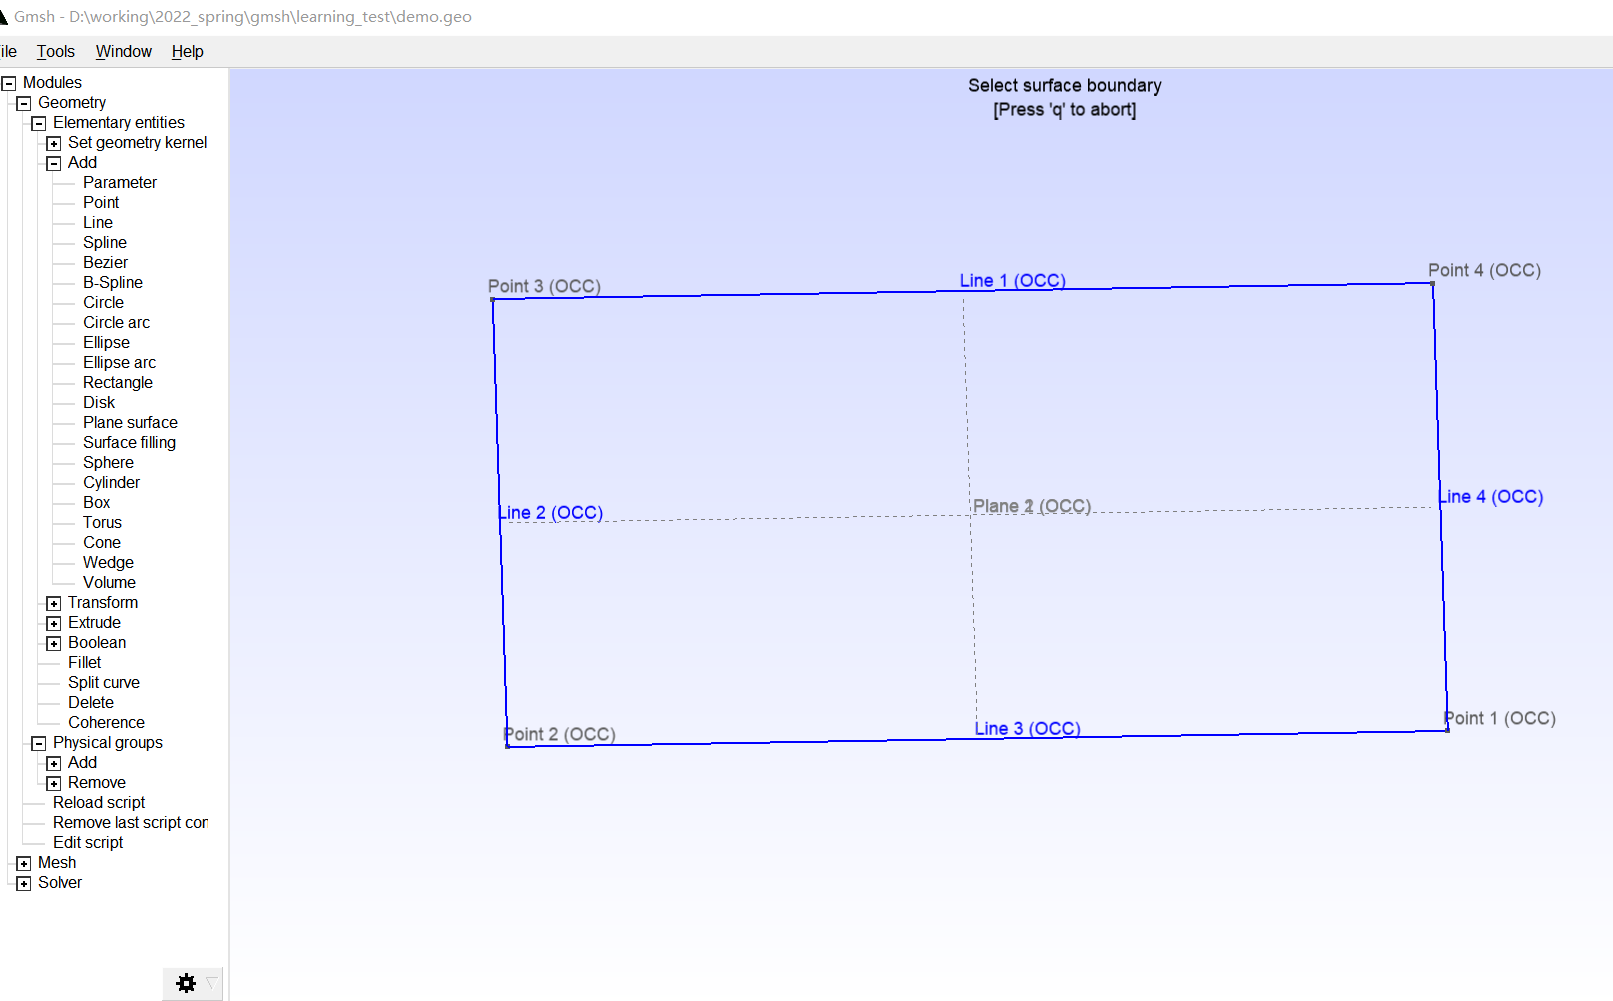 Gmsh - D:\working\2022_spring\gmsh\learning_test\demo.geo
ile Tools Window Help
Modules
Geometry
Elementary entities
Set geometry kernel
Add
Parameter
Point
Line
Spline
Bezier
B-Spline
Circle
Circle arc
Ellipse
Ellipse arc
Rectangle
Disk
Plane surface
Surface filling
Sphere
Cylinder
Box
Torus
Cone
Wedge
Volume
Transform
Extrude
Boolean
Fillet
Split curve
Delete
Coherence
Physical groups
Add
Remove
Reload script
Remove last script cor
Edit script
Mesh
Solver
Select surface boundary
[Press 'q' to abort]
Point 3 (OCC)
Line 1 (OCC)
Point 4 (OCC)
Line 2 (OCC)
Plane (OCC)
Line 4 (OCC)
Point 2 (OCC)
Line 3 (OCC)
Point 1 (OCC)